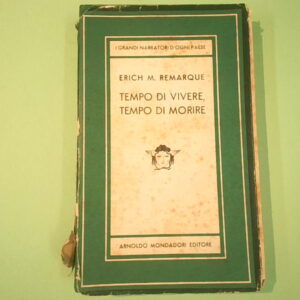 I GRANDI NARRATORI D'OGNI PAESE
ERICH M. REMARQUE
TEMPO DI VIVERE,
TEMPO DI MORIRE
ARNOLDO MONDADORI EDITORE